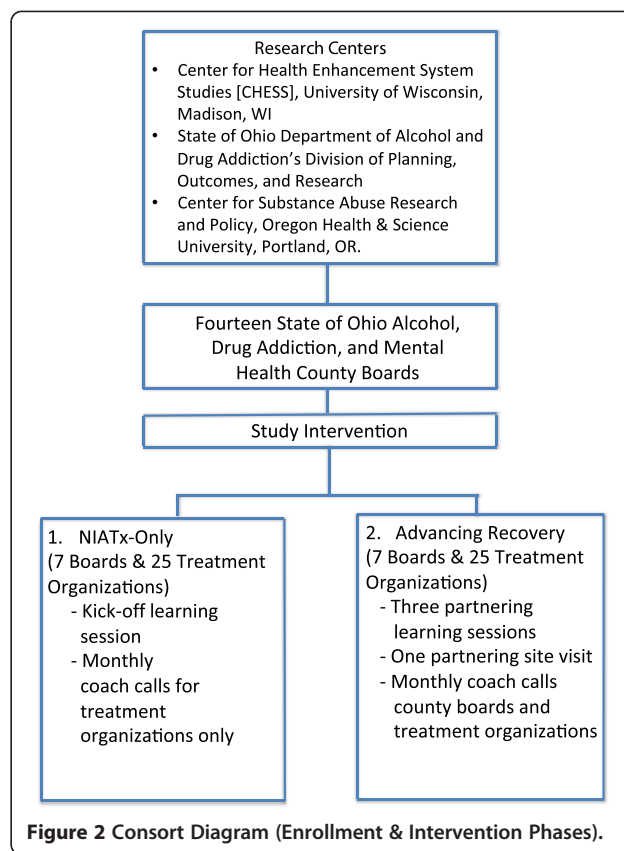 Research Centers
• Center for Health Enhancement System
Studies [CHESS], University of Wisconsin,
Madison, WI
• State of Ohio Department of Alcohol and
Drug Addiction's Division of Planning,
Outcomes, and Research
• Center for Substance Abuse Research
and Policy, Oregon Health & Science
University, Portland, OR.
Fourteen State of Ohio Alcohol,
Drug Addiction, and Mental
Health County Boards
Study Intervention
1. NIATx-Only
(7 Boards & 25 Treatment
Organizations)
- Kick-off learning
session
- Monthly
coach calls for
treatment
organizations only
2. Advancing Recovery
(7 Boards & 25 Treatment
Organizations)
- Three partnering
learning sessions
- One partnering site visit
- Monthly coach calls
county boards and
treatment organizations
Figure 2 Consort Diagram (Enrollment & Intervention Phases).